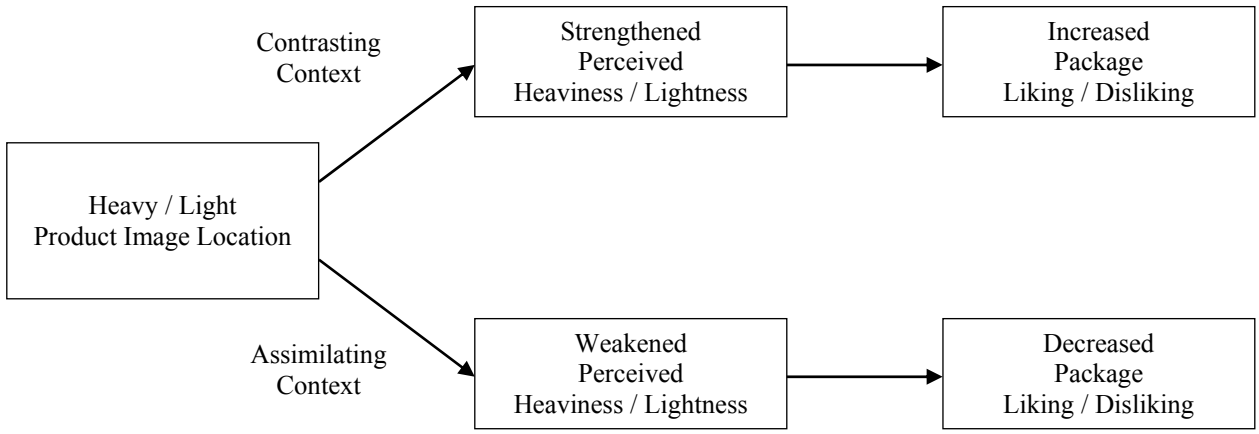 Contrasting
Context
Strengthened
Perceived
Heaviness / Lightness
Increased
Package
Liking / Disliking
Heavy / Light
Product Image Location
Assimilating
Context
Weakened
Perceived
Heaviness / Lightness
Decreased
Package
Liking / Disliking